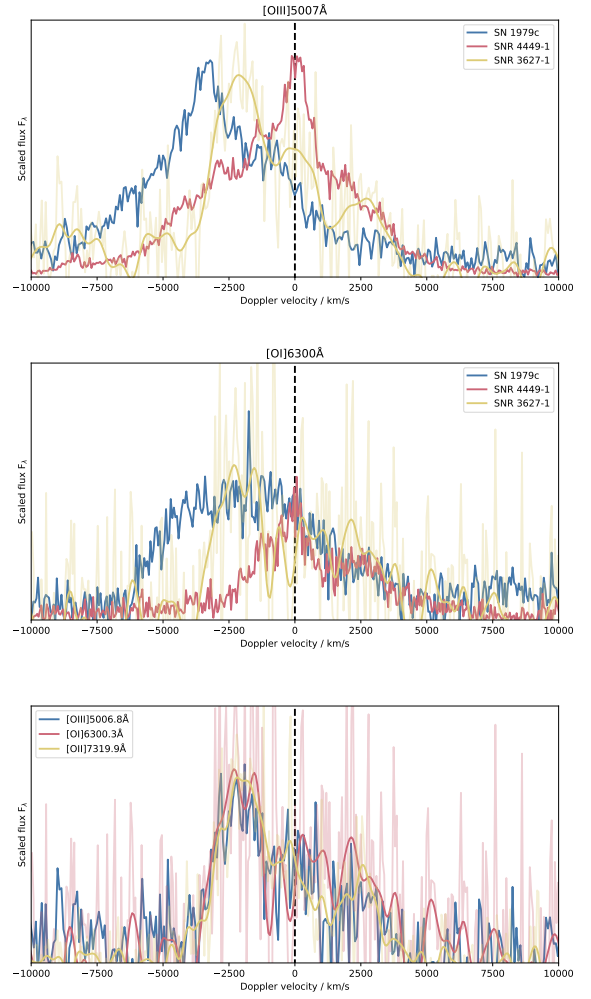 [OIII]5007Å
SN 1979c
SNR 4449-1
SNR 3627-1
Scaled flux Fλ
−10000 −7500 −5000 −2500 0 2500 5000 7500 10000
Doppler velocity / km/s
[OI]6300Å
SN 1979c
SNR 4449-1
SNR 3627-1
Scaled flux Fλ
−10000 −7500 −5000 −2500 0 2500 5000 7500 10000
Doppler velocity / km/s
[OIII]5006.8Å
[OI]6300.3Å
[OII]7319.9Å
Scaled flux Fλ
−10000 −7500 −5000 −2500 0 2500 5000 7500 10000
Doppler velocity / km/s